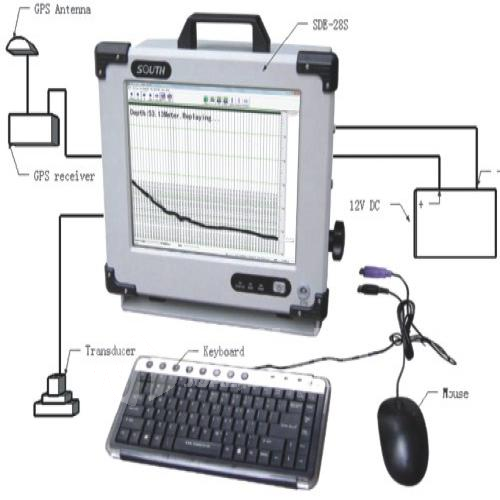 GPS Antenna
SDE-28S
SOUTH
Depth:53.13Meter.Replaying...
GPS receiver
12V DC
+
-
Transducer
Keyboard
Mouse